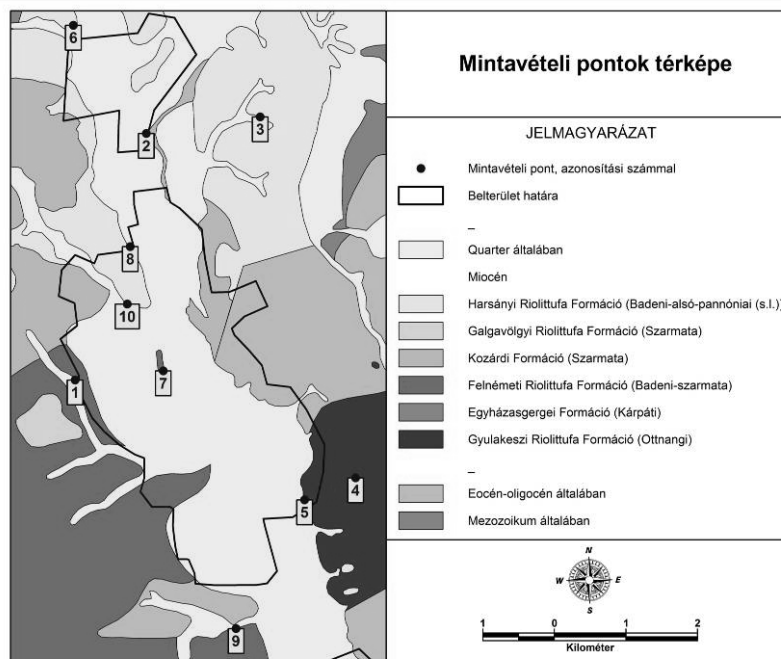 Mintavételi pontok térképe
JELMAGYARÁZAT
Mintavételi pont, azonosítási számmal
Belterület határa
–
Quarter általában
Miocén
Harsányi Riolittufa Formáció (Badeni-alsó-pannóniai (s.l.))
Galgavölgyi Riolittufa Formáció (Szarmata)
Kozárdi Formáció (Szarmata)
Felnémeti Riolittufa Formáció (Badeni-szarmata)
Egyházasgergei Formáció (Kárpáti)
Gyulakeszi Riolittufa Formáció (Ottnangi)
–
Eocén-oligocén általában
Mezozoikum általában
N
W E
S
1 0 1 2
Kilométer
6
3
2
8
10
7
1
4
5
9